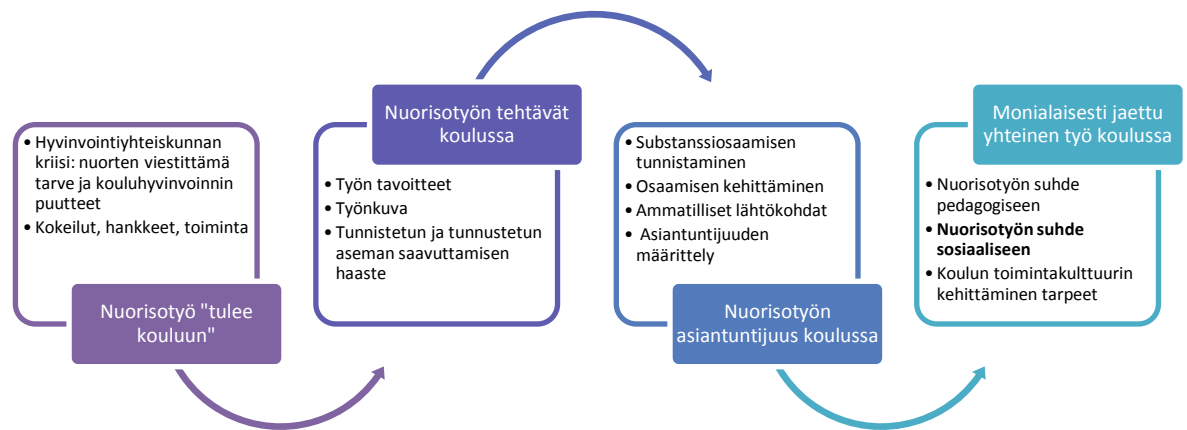 • Hyvinvointiyhteiskunnan
kriisi: nuorten viestittämä
tarve ja kouluhyvinvoinnin
puutteet
• Kokeilut, hankkeet, toiminta
Nuorisotyö "tulee
kouluun"
Nuorisotyön tehtävät
koulussa
• Työn tavoitteet
• Työnkuva
• Tunnistetun ja tunnustetun
aseman saavuttamisen
haaste
• Substanssiosaamisen
tunnistaminen
• Osaamisen kehittäminen
• Ammatilliset lähtökohdat
• Asiantuntijuuden
määrittely
Nuorisotyön
asiantuntijuus koulussa
Monialaisesti jaettu
yhteinen työ koulussa
• Nuorisotyön suhde
pedagogiseen
• Nuorisotyön suhde
sosiaaliseen
• Koulun toimintakulttuurin
kehittäminen tarpeet